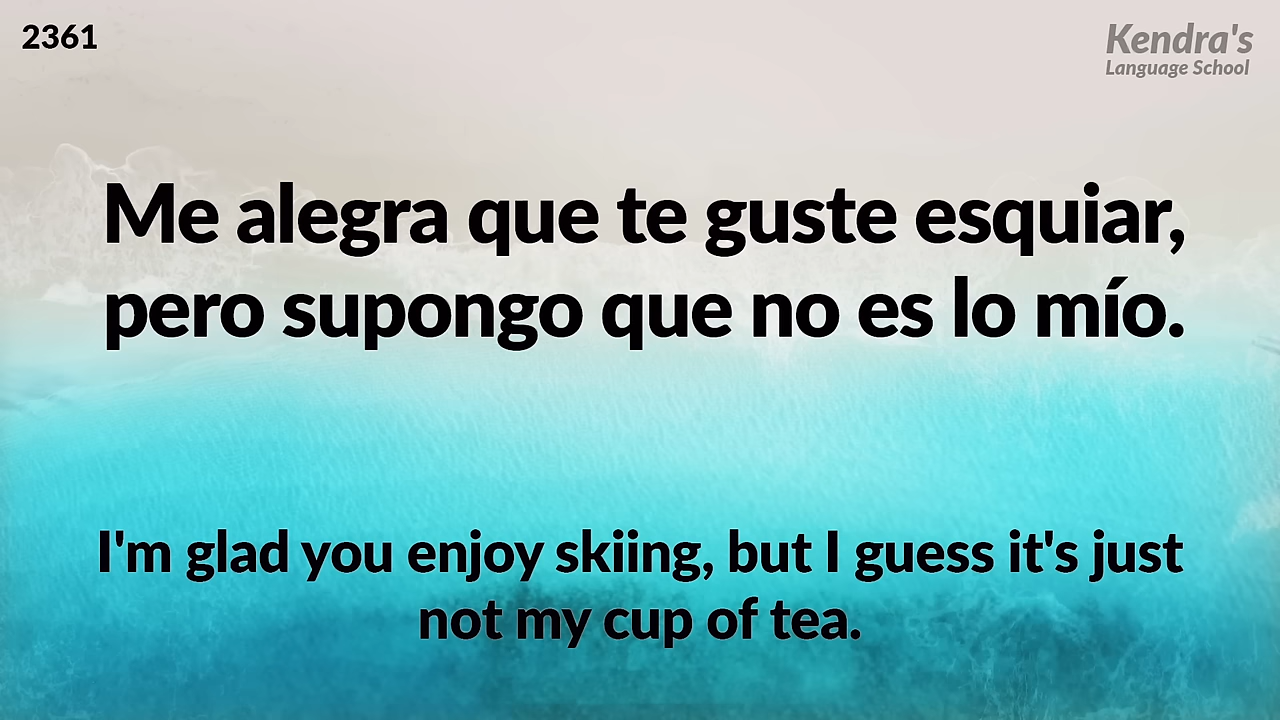 2361
Kendra's
Language School
Me alegra que te guste esquiar,
pero supongo que no es lo mío.
I'm glad you enjoy skiing, but I guess it's just
not my cup of tea.